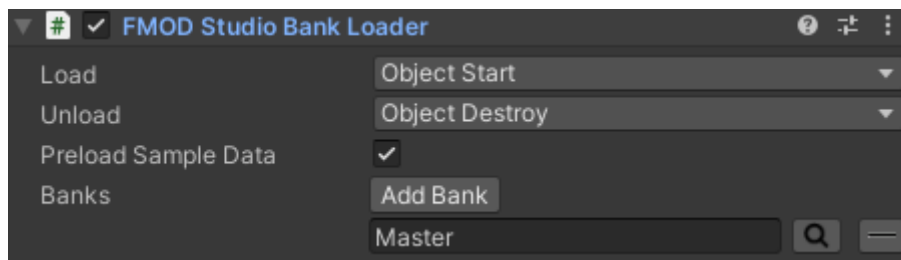 FMOD Studio Bank Loader
Load Object Start
Unload Object Destroy
Preload Sample Data
Banks Add Bank
Master